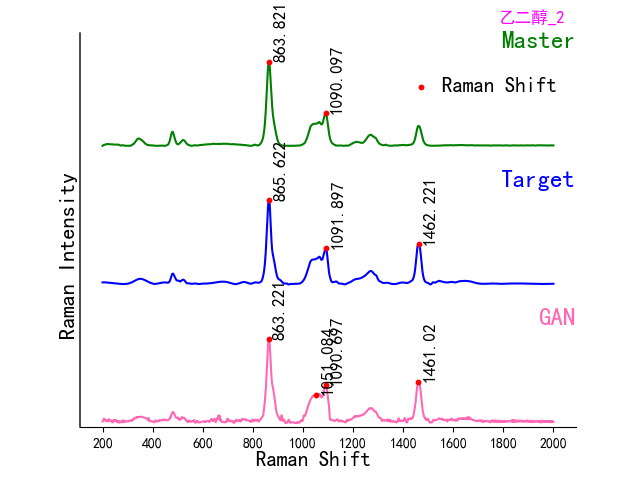 乙二醇_2
Master
863.821
1090.097
Raman Shift
Target
865.622
1091.897
1462.221
GAN
863.221
1051.084
1090.697
1461.02
Raman Intensity
200 400 600 800 1000 1200 1400 1600 1800 2000
Raman Shift